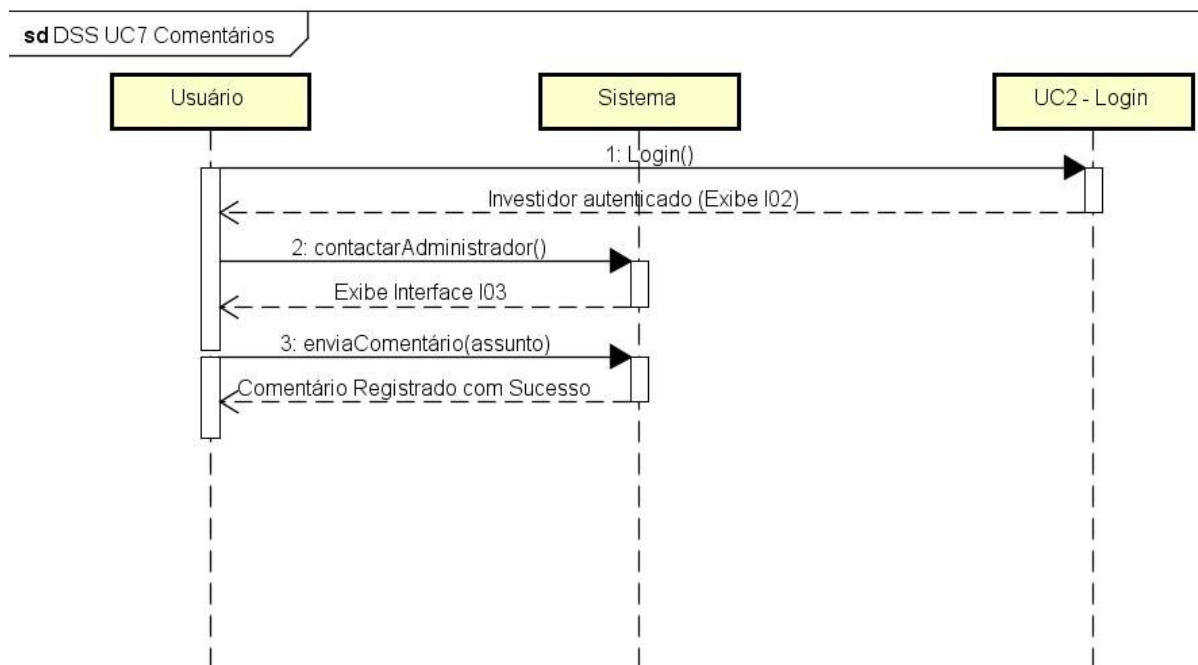 sd DSS UC7 Comentários
Usuário
Sistema
UC2 - Login
1: Login()
Investidor autenticado (Exibe I02)
2: contactarAdministrador()
Exibe Interface I03
3: enviaComentário(assunto)
Comentário Registrado com Sucesso